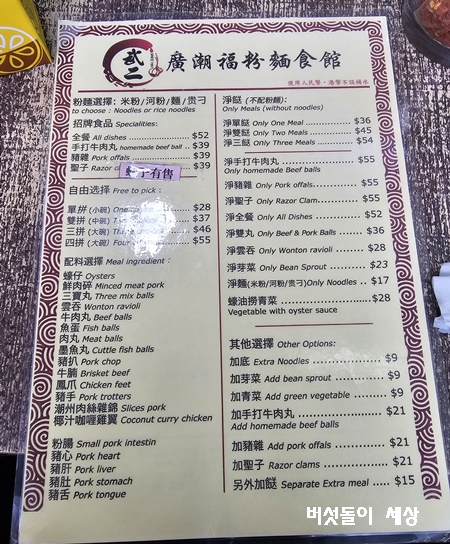 貳二
廣潮福粉麵食館
使用人民幣，港幣不設補水
粉麵選擇: 米粉/河粉/麵/贵刁
to choose : Noodles or rice noodles
招牌食品 Specialities:
全餐 All dishes $52
手打牛肉丸 homemade beef ball $39
豬雜 Pork offals $39
聖子 Razor $39
有售
自由选择 Free to pick :
單拼(小碗) One $28
雙拼(中碗) $37
三拼(大碗) $46
四拼(大碗) Four $55
配料選擇 Meal ingredient :
蠔仔 Oysters
鮮肉碎 Minced meat pork
三寶丸 Three mix balls
雲吞 Wonton ravioli
牛肉丸 Beef balls
魚蛋 Fish balls
肉丸 Meat balls
墨魚丸 Cuttle fish balls
豬扒 Pork chop
牛腩 Brisket beef
鳳爪 Chicken feet
豬手 Pork trotters
潮州肉絲雜錦 Slices pork
椰汁咖喱雞翼 Coconut curry chicken
粉腸 Small pork intestin
豬心 Pork heart
豬肝 Pork liver
豬肚 Pork stomach
豬舌 Pork tongue
淨餸 (不配粉麵):
Only Meals (without noodles)
淨單餸 Only One Meal $36
淨雙餸 Only Two Meals $45
淨三餸 Only Three Meals $54
淨手打牛肉丸 $55
Only homemade Beef balls
淨豬雜 Only Pork offals $55
淨聖子 Only Razor Clam $55
淨全餐 Only All Dishes $52
淨雙丸 Only Beef & Pork Balls $36
淨雲吞 Only Wonton ravioli $28
淨芽菜 Only Bean Sprout $23
淨麵(米粉/河粉/贵刁)Only Noodles $17
蠔油撈青菜 $28
Vegetable with oyster sauce
其他選擇 Other Options:
加底 Extra Noodles $9
加芽菜 Add bean sprout $9
加青菜 Add green vegetable $9
加手打牛肉丸 $21
Add homemade beef balls
加豬雜 Add pork offals $21
加聖子 Razor clams $21
另外加餸 Separate Extra meal $15
버섯돌이 세상